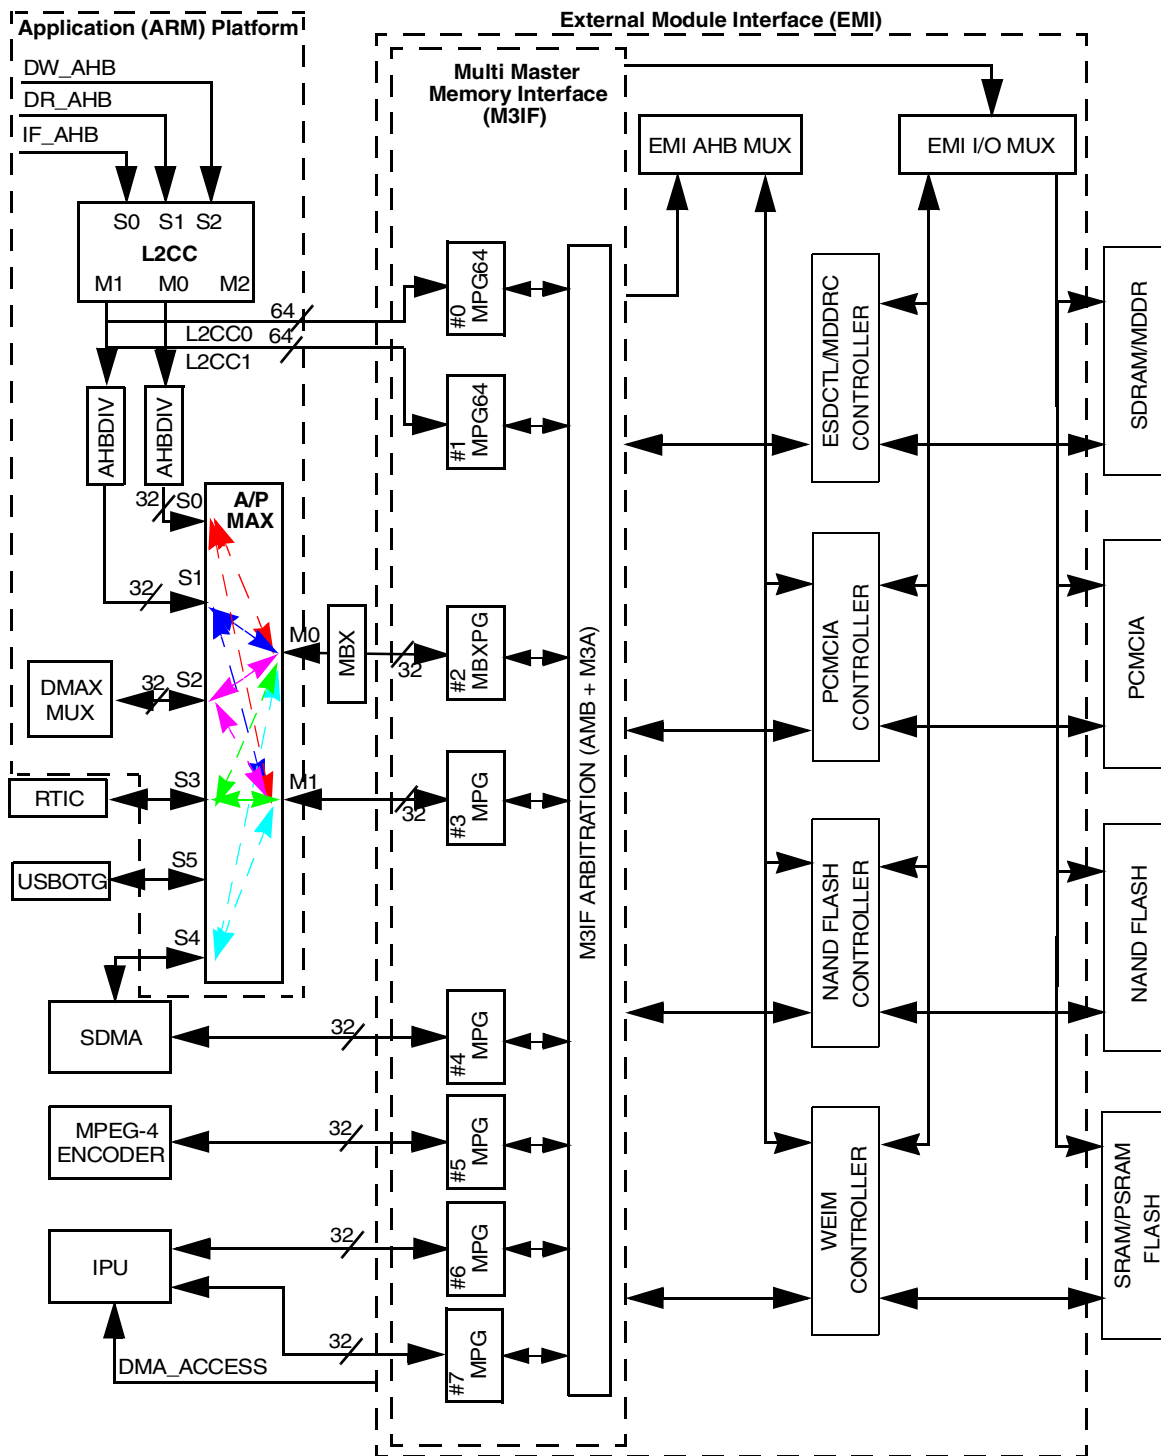 Application (ARM) Platform
External Module Interface (EMI)
DW_AHB
DR_AHB
IF_AHB
S0 S1 S2
L2CC
M1 M0 M2
64
L2CC0
64
L2CC1
AHBDIV
AHBDIV
32
S0
A/P
MAX
32
S1
M0
MBX
32
DMAX
MUX
32
S2
RTIC
S3
M1
32
USBOTG
S5
S4
SDMA
32
MPEG-4
ENCODER
32
IPU
32
32
DMA_ACCESS
Multi Master
Memory Interface
(M3IF)
#0
MPG64
#1
MPG64
#2
MBXPG
#3
MPG
#4
MPG
#5
MPG
#6
MPG
#7
MPG
M3IF ARBITRATION (AMB + M3A)
EMI AHB MUX
EMI I/O MUX
ESDCTL/MDDRC
CONTROLLER
PCMCIA
CONTROLLER
NAND FLASH
CONTROLLER
WEIM
CONTROLLER
SDRAM/MDDR
PCMCIA
NAND FLASH
SRAM/PSRAM
FLASH